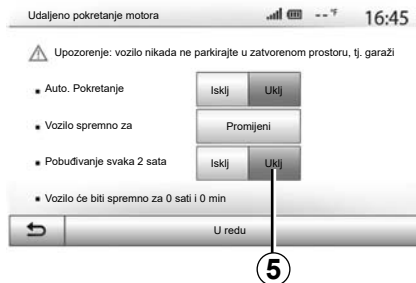 Udaljeno pokretanje motora
-- °F 16:45
Upozorenje: vozilo nikada ne parkirajte u zatvorenom prostoru, tj. garaži
Auto. Pokretanje Isklj Uklj
Vozilo spremno za Promijeni
Pobuđivanje svaka 2 sata Isklj Uklj
Vozilo će biti spremno za 0 sati i 0 min
U redu
5